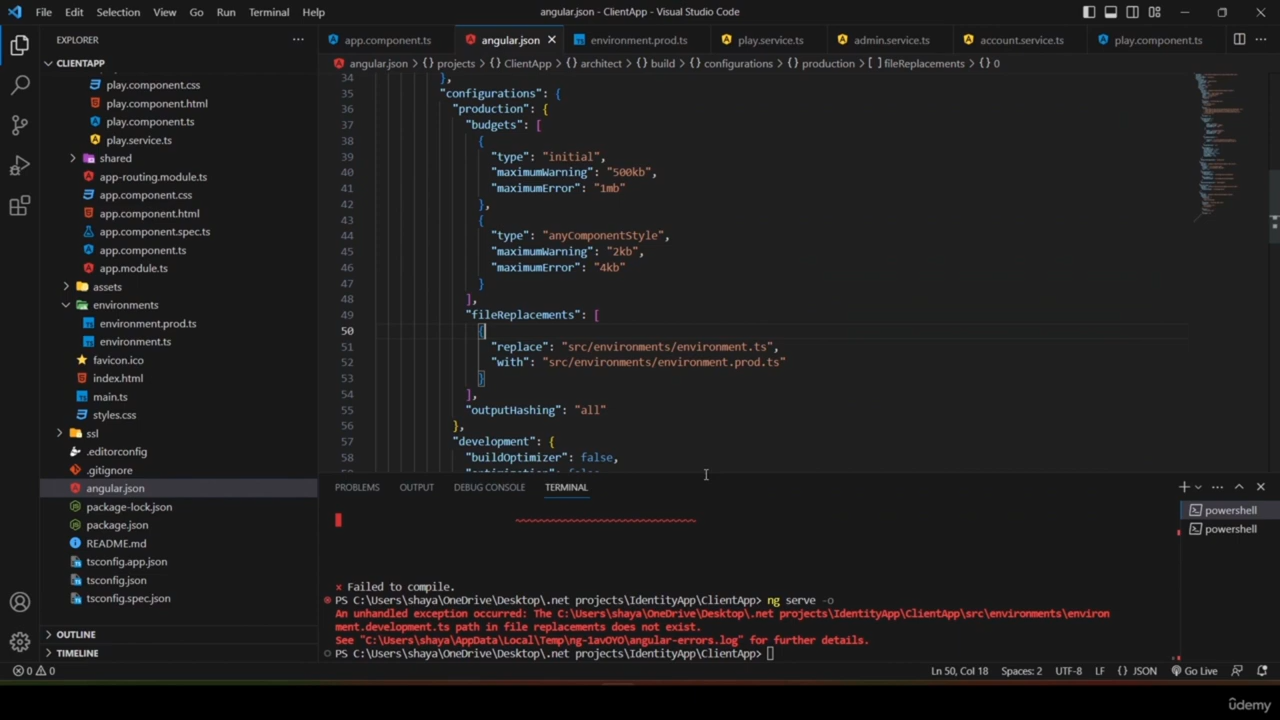 File Edit Selection View Go Run Terminal Help
angular.json - ClientApp - Visual Studio Code
EXPLORER
CLIENTAPP
play.component.css
play.component.html
play.component.ts
play.service.ts
shared
app-routing.module.ts
app.component.css
app.component.html
app.component.spec.ts
app.component.ts
app.module.ts
assets
environments
environment.prod.ts
environment.ts
favicon.ico
index.html
main.ts
styles.css
ssl
.editorconfig
.gitignore
angular.json
package-lock.json
package.json
README.md
tsconfig.app.json
tsconfig.json
tsconfig.spec.json
OUTLINE
TIMELINE
app.component.ts angular.json environment.prod.ts play.service.ts admin.service.ts account.service.ts play.component.ts
angular.json > {} projects > {} ClientApp > {} architect > {} build > {} configurations > {} production > [ ] fileReplacements > {} 0
34 },
35 "configurations": {
36 "production": {
37 "budgets": [
38 {
39 "type": "initial",
40 "maximumWarning": "500kb",
41 "maximumError": "1mb"
42 },
43 {
44 "type": "anyComponentStyle",
45 "maximumWarning": "2kb",
46 "maximumError": "4kb"
47 }
48 ],
49 "fileReplacements": [
50 {
51 "replace": "src/environments/environment.ts",
52 "with": "src/environments/environment.prod.ts"
53 }
54 ],
55 "outputHashing": "all"
56 },
57 "development": {
58 "buildOptimizer": false,
PROBLEMS OUTPUT DEBUG CONSOLE TERMINAL
powershell
powershell
× Failed to compile.
PS C:\Users\shaya\OneDrive\Desktop\.net projects\IdentityApp\ClientApp> ng serve -o
An unhandled exception occurred: The C:\Users\shaya\OneDrive\Desktop\.net projects\IdentityApp\ClientApp\src\environments\environ
ment.development.ts path in file replacements does not exist.
See "C:\Users\shaya\AppData\Local\Temp\ng-1avOYO\angular-errors.log" for further details.
PS C:\Users\shaya\OneDrive\Desktop\.net projects\IdentityApp\ClientApp>
0 0 Ln 50, Col 18 Spaces: 2 UTF-8 LF {} JSON Go Live
ûdemy